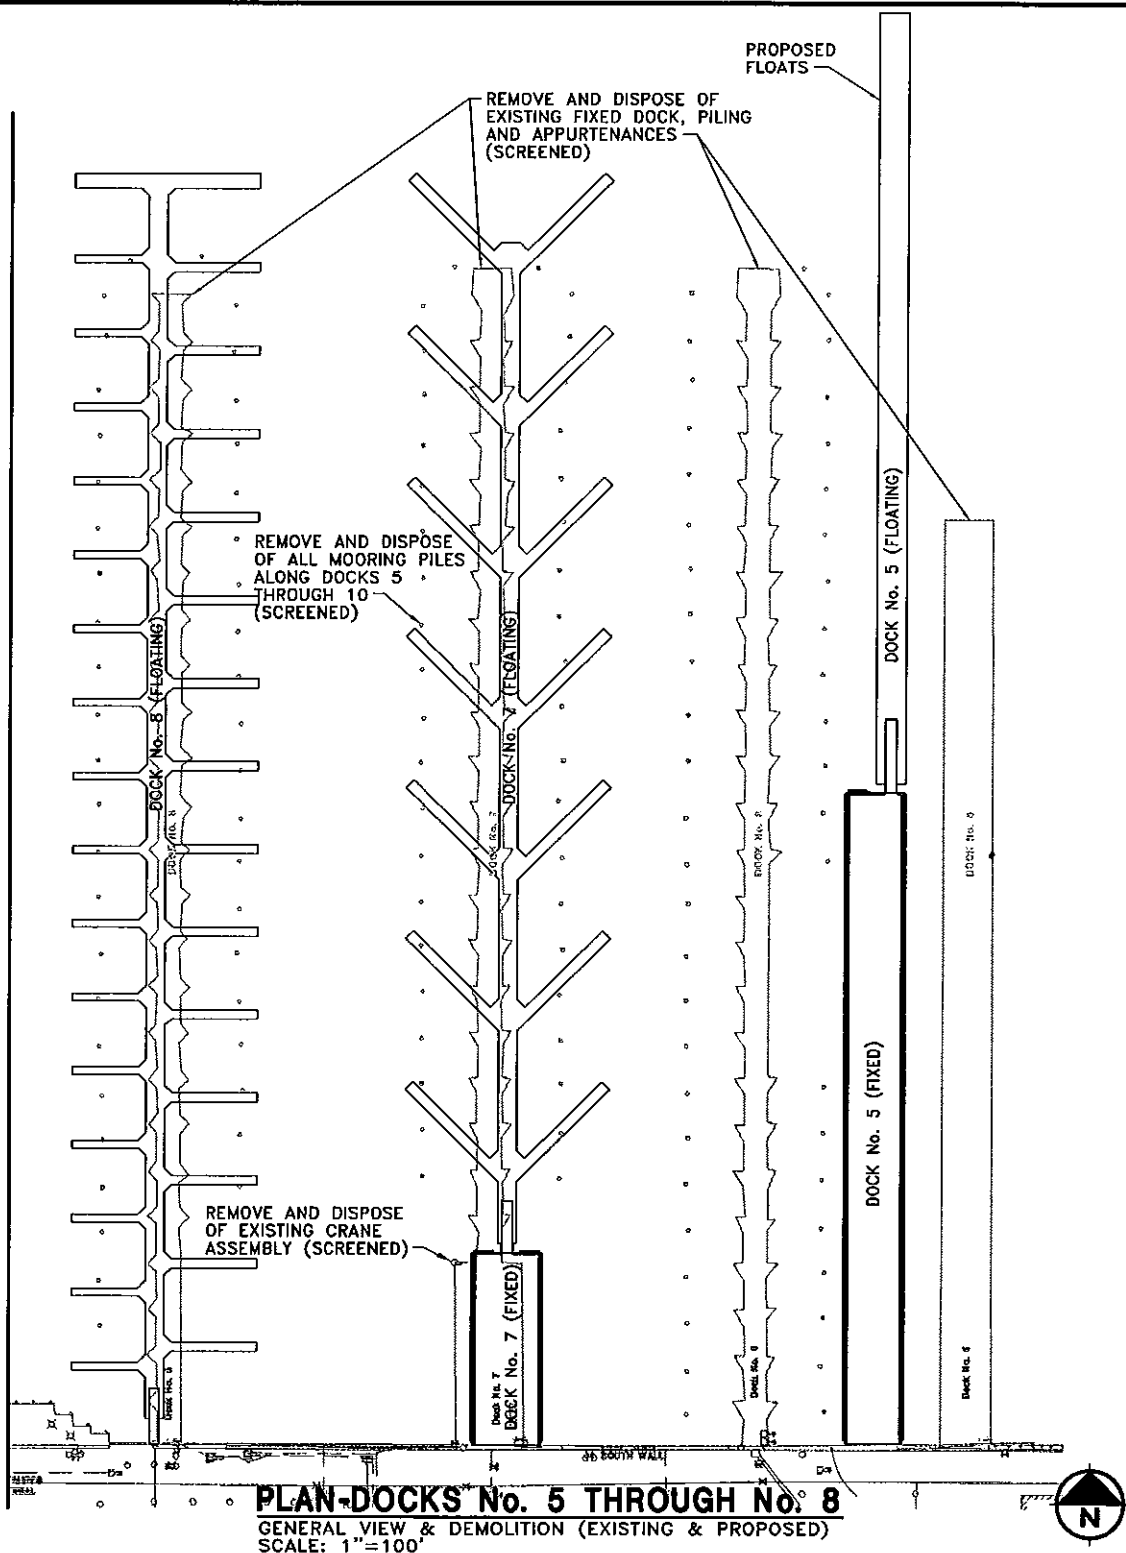 PROPOSED
FLOATS
REMOVE AND DISPOSE OF
EXISTING FIXED DOCK, PILING
AND APPURTENANCES
(SCREENED)
REMOVE AND DISPOSE
OF ALL MOORING PILES
ALONG DOCKS 5
THROUGH 10
(SCREENED)
DOCK No. 8 (FLOATING)
DOCK No. 7 (FLOATING)
DOCK No. 5 (FLOATING)
DOCK No. 5 (FIXED)
REMOVE AND DISPOSE
OF EXISTING CRANE
ASSEMBLY (SCREENED)
Dock No. 7
DOCK No. 7 (FIXED)
SOUTH WALL
PLAN-DOCKS No. 5 THROUGH No. 8
GENERAL VIEW & DEMOLITION (EXISTING & PROPOSED)
SCALE: 1"=100'
N